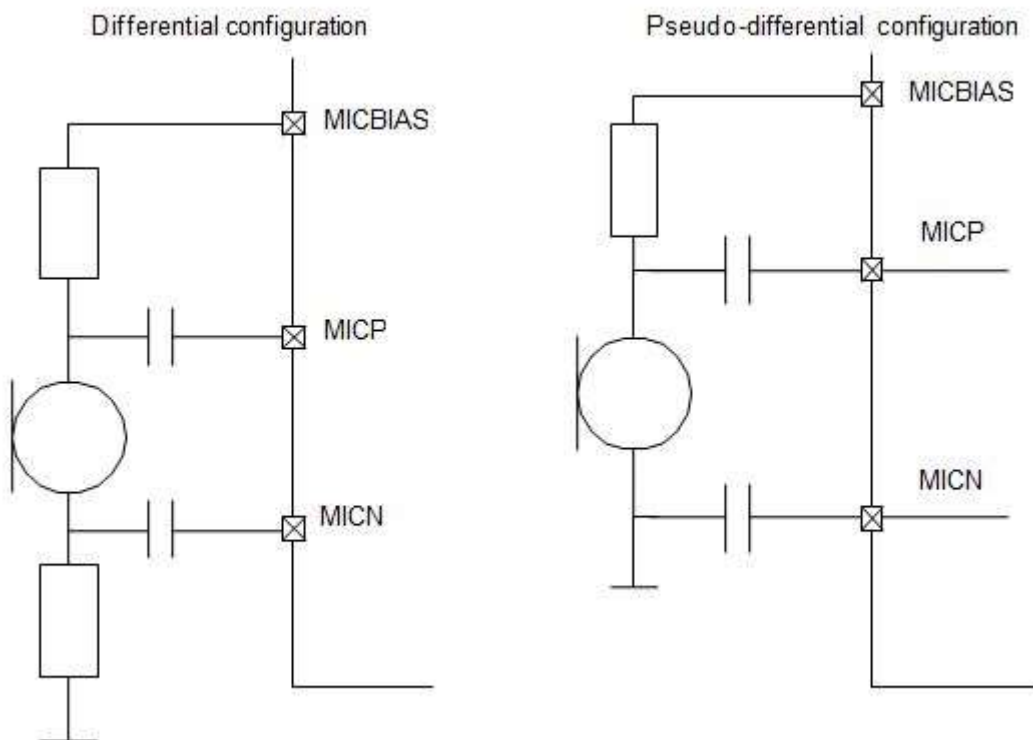 Differential configuration
MICBIAS
MICP
MICN
Pseudo-differential configuration
MICBIAS
MICP
MICN